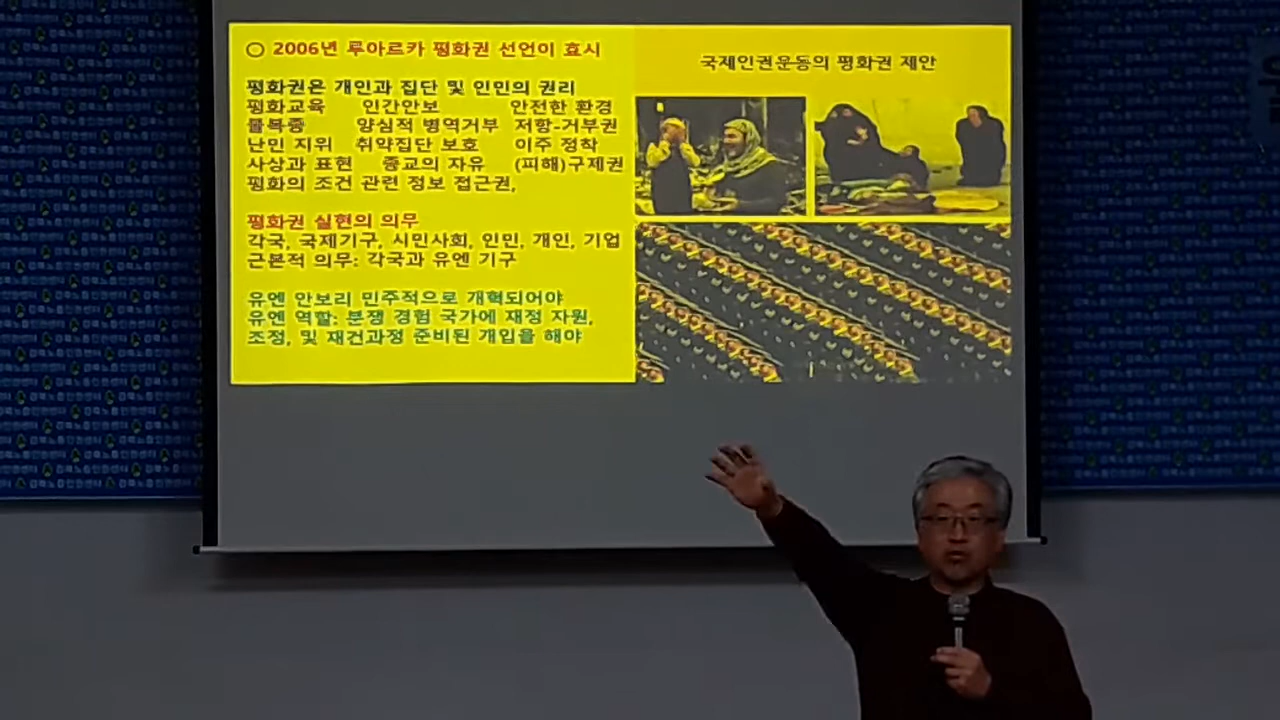 ○ 2006년 루아르카 평화권 선언이 효시
평화권은 개인과 집단 및 인민의 권리
평화교육 인간안보 안전한 환경
불복종 양심적 병역거부 저항-거부권
난민 지위 취약집단 보호 이주 정착
사상과 표현 종교의 자유 (피해)구제권
평화의 조건 관련 정보 접근권,
평화권 실현의 의무
각국, 국제기구, 시민사회, 인민, 개인, 기업
근본적 의무: 각국과 유엔 기구
유엔 안보리 민주적으로 개혁되어야
유엔 역할: 분쟁 경험 국가에 재정 자원,
조정, 및 재건과정 준비된 개입을 해야
국제인권운동의 평화권 제안